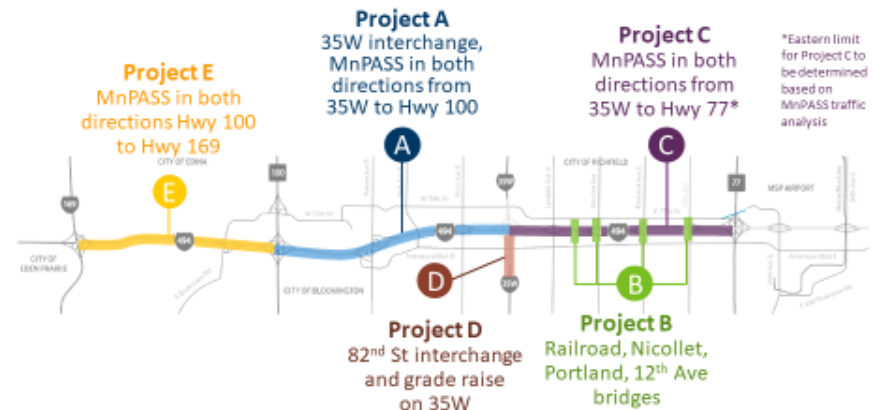 Project A
35W interchange,
MnPASS in both
directions from
35W to Hwy 100
Project C
MnPASS in both
directions from
35W to Hwy 77*
*Eastern limit
for Project C to
be determined
based on
MnPASS traffic
analysis
Project E
MnPASS in both
directions Hwy 100
to Hwy 169
A
C
CITY OF EDINA
CITY OF RICHFIELD
E
100
35W
77
MSP AIRPORT
169
494
494
494
CITY OF
EDEN PRAIRIE
CITY OF BLOOMINGTON
D
35W
B
Project D
82nd St interchange
and grade raise
on 35W
Project B
Railroad, Nicollet,
Portland, 12th Ave
bridges